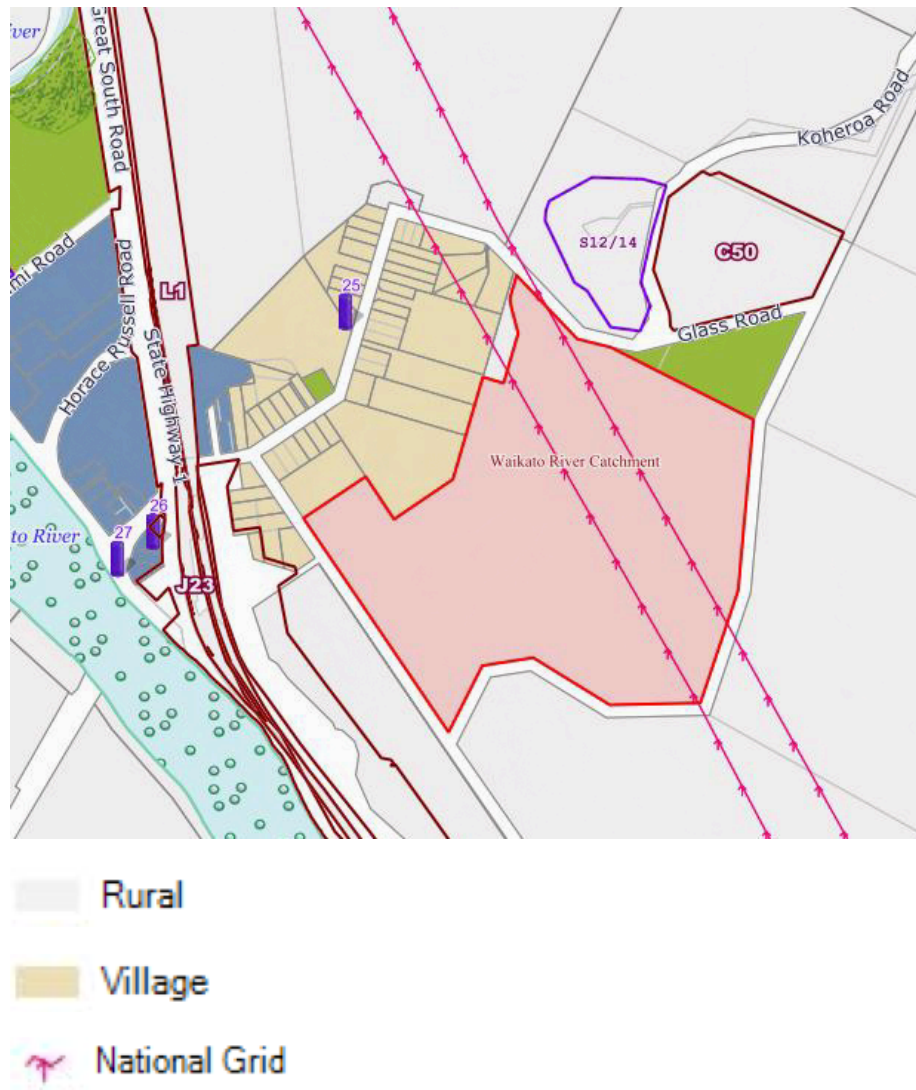 iver
Great South Road
Koheroa Road
S12/14
C50
mi Road
25
L1
Glass Road
Horace Russell Road
State Highway 1
Waikato River Catchment
26
to River
27
J23
Rural
Village
National Grid